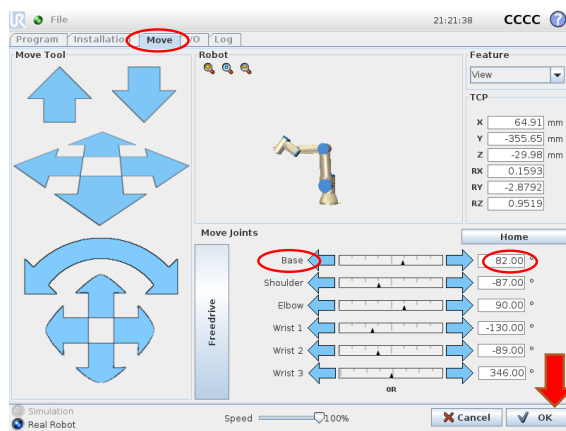 UR File 21:21:38 CCCC ?
Program Installation Move I/O Log
Move Tool
Robot
Feature
View
TCP
X 64.91 mm
Y -355.65 mm
Z -29.98 mm
RX 0.1593
RY -2.8792
RZ 0.9519
Move Joints
Home
Freedrive
Base 82.00 °
Shoulder -87.00 °
Elbow 90.00 °
Wrist 1 -130.00 °
Wrist 2 -89.00 °
Wrist 3 346.00 °
OR
Simulation
Real Robot
Speed 100%
Cancel
OK